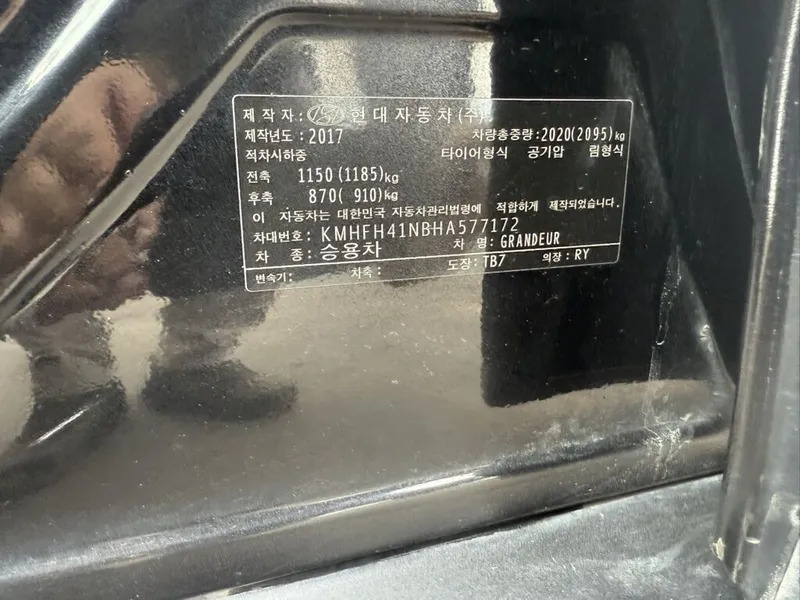 제작자: 현대자동차(주)
제작년도: 2017 차량총중량:2020(2095)kg
적차시하중 타이어형식 공기압 림형식
전축 1150(1185)kg
후축 870( 910)kg
이 자동차는 대한민국 자동차관리법령에 적합하게 제작되었습니다.
차대번호: KMHFH41NBHA577172
차 종: 승용차 차 명: GRANDEUR
변속기: 차축: 도장: TB7 의장: RY